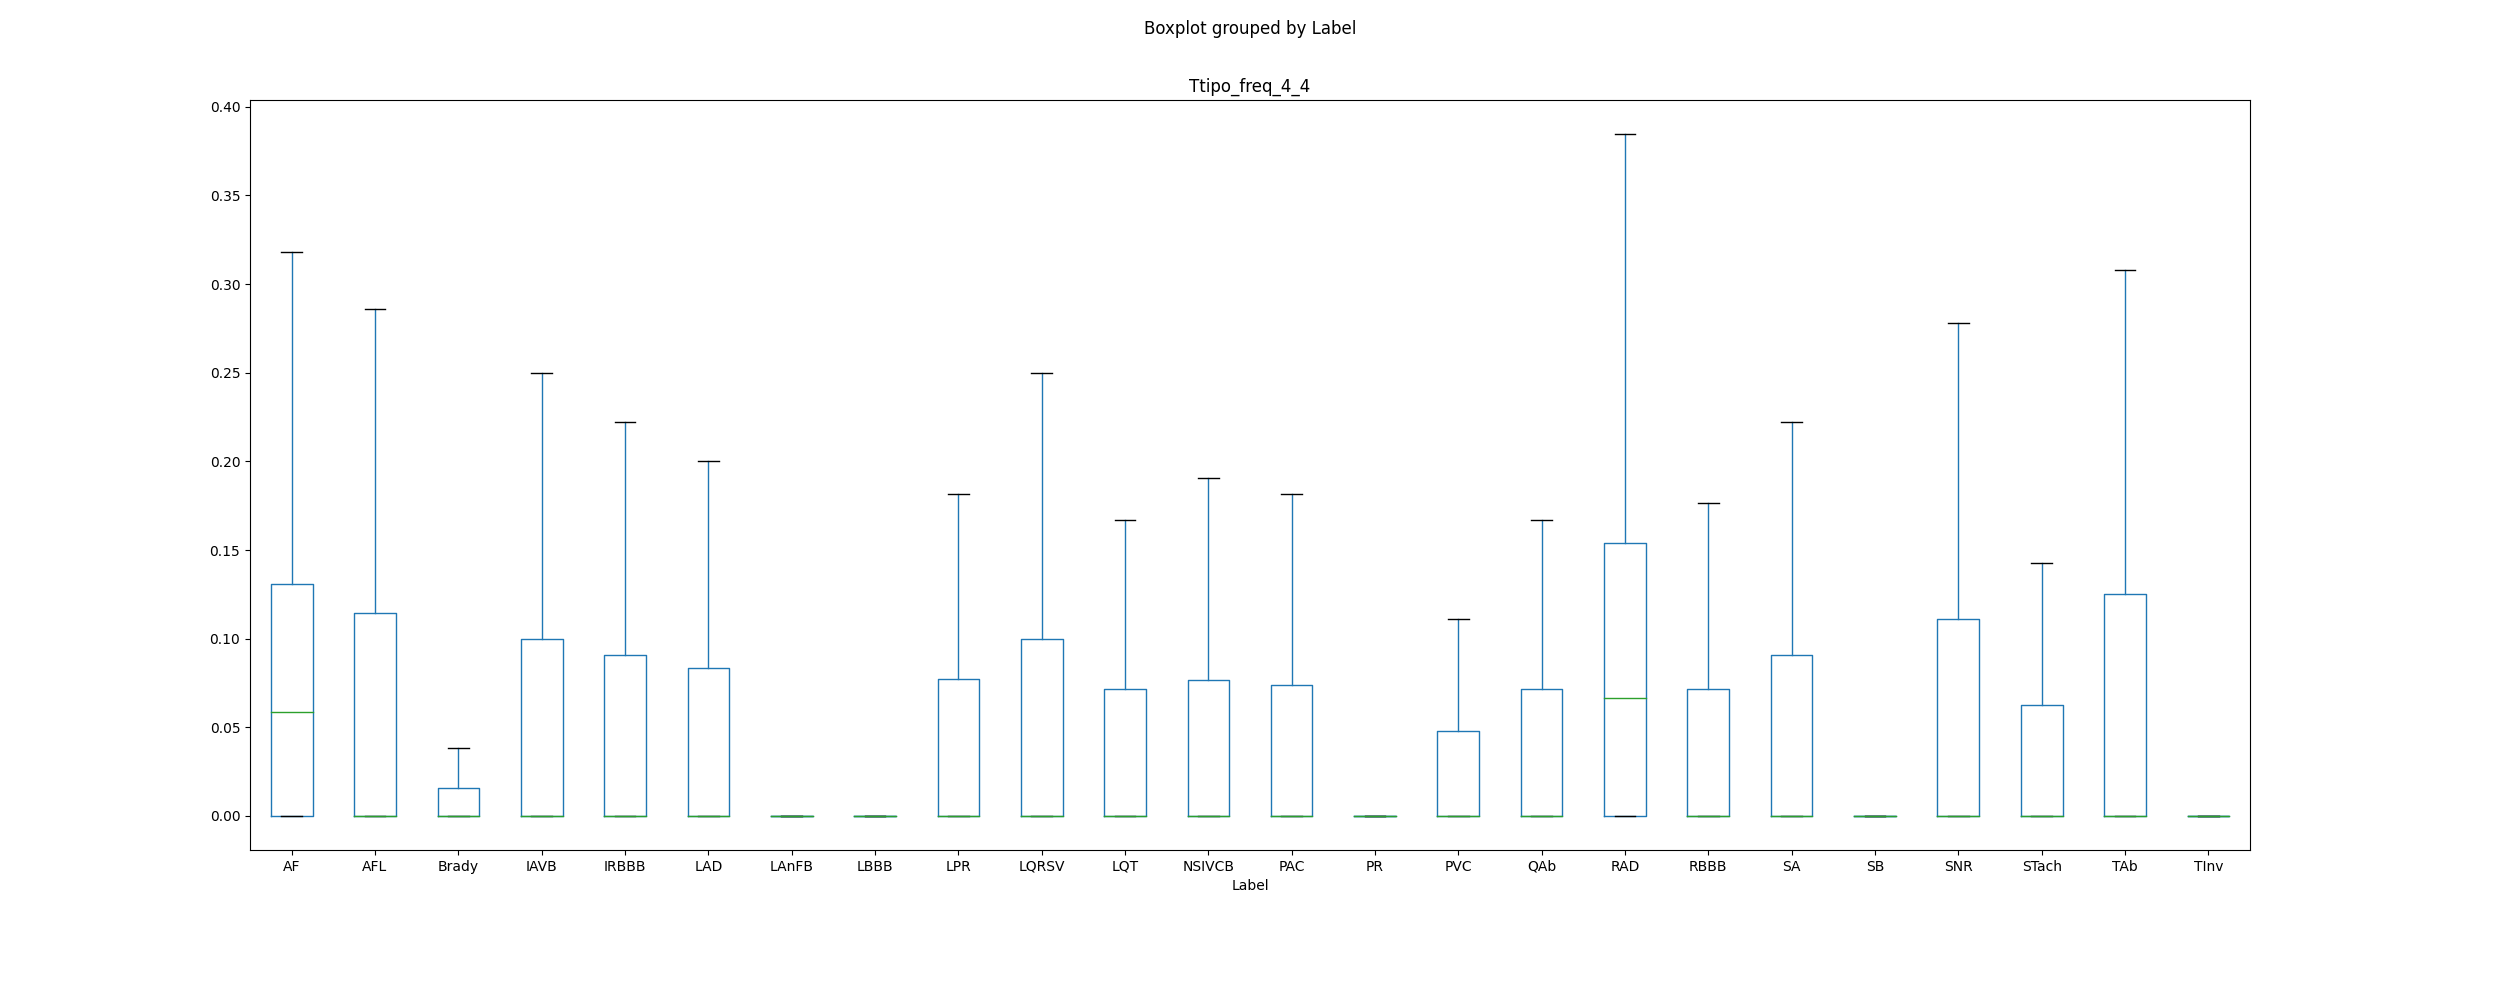 Boxplot grouped by Label
Ttipo_freq_4_4
0.40
0.35
0.30
0.25
0.20
0.15
0.10
0.05
0.00
AF AFL Brady IAVB IRBBB LAD LAnFB LBBB LPR LQRSV LQT NSIVCB PAC PR PVC QAb RAD RBBB SA SB SNR STach TAb TInv
Label